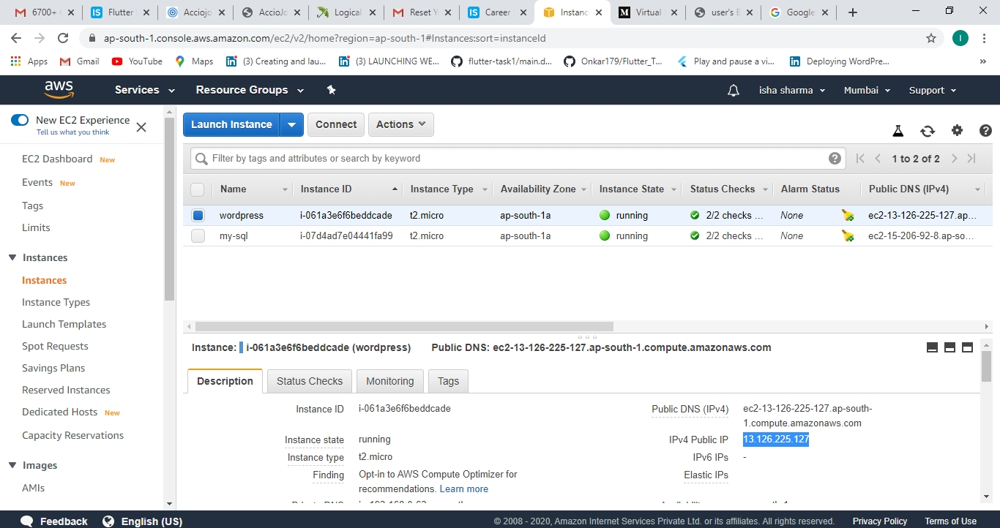 6700+
Flutter
Acciojo
AccioJo
Logical
Reset Y
Career
Instanc
Virtual
user's E
Google
ap-south-1.console.aws.amazon.com/ec2/v2/home?region=ap-south-1#Instances:sort=instanceId
I
Apps Gmail YouTube Maps (3) Creating and lau... (3) LAUNCHING WE... flutter-task1/main.d... Onkar179/Flutter_T... Play and pause a vi... Deploying WordPre... »
aws Services Resource Groups isha sharma Mumbai Support
New EC2 Experience
Tell us what you think
EC2 Dashboard New
Events New
Tags
Limits
Instances
Instances
Instance Types
Launch Templates
Spot Requests
Savings Plans
Reserved Instances
Dedicated Hosts New
Capacity Reservations
Images
AMIs
Launch Instance Connect Actions
Filter by tags and attributes or search by keyword 1 to 2 of 2
Name Instance ID Instance Type Availability Zone Instance State Status Checks Alarm Status Public DNS (IPv4)
wordpress i-061a3e6f6beddcade t2.micro ap-south-1a running 2/2 checks ... None ec2-13-126-225-127.ap...
my-sql i-07d4ad7e04441fa99 t2.micro ap-south-1a running 2/2 checks ... None ec2-15-206-92-8.ap-so...
Instance: i-061a3e6f6beddcade (wordpress) Public DNS: ec2-13-126-225-127.ap-south-1.compute.amazonaws.com
Description Status Checks Monitoring Tags
Instance ID i-061a3e6f6beddcade
Instance state running
Instance type t2.micro
Finding Opt-in to AWS Compute Optimizer for
recommendations. Learn more
Public DNS (IPv4) ec2-13-126-225-127.ap-south-
1.compute.amazonaws.com
IPv4 Public IP 13.126.225.127
IPv6 IPs -
Elastic IPs
Feedback English (US) © 2008 - 2020, Amazon Internet Services Private Ltd. or its affiliates. All rights reserved. Privacy Policy Terms of Use